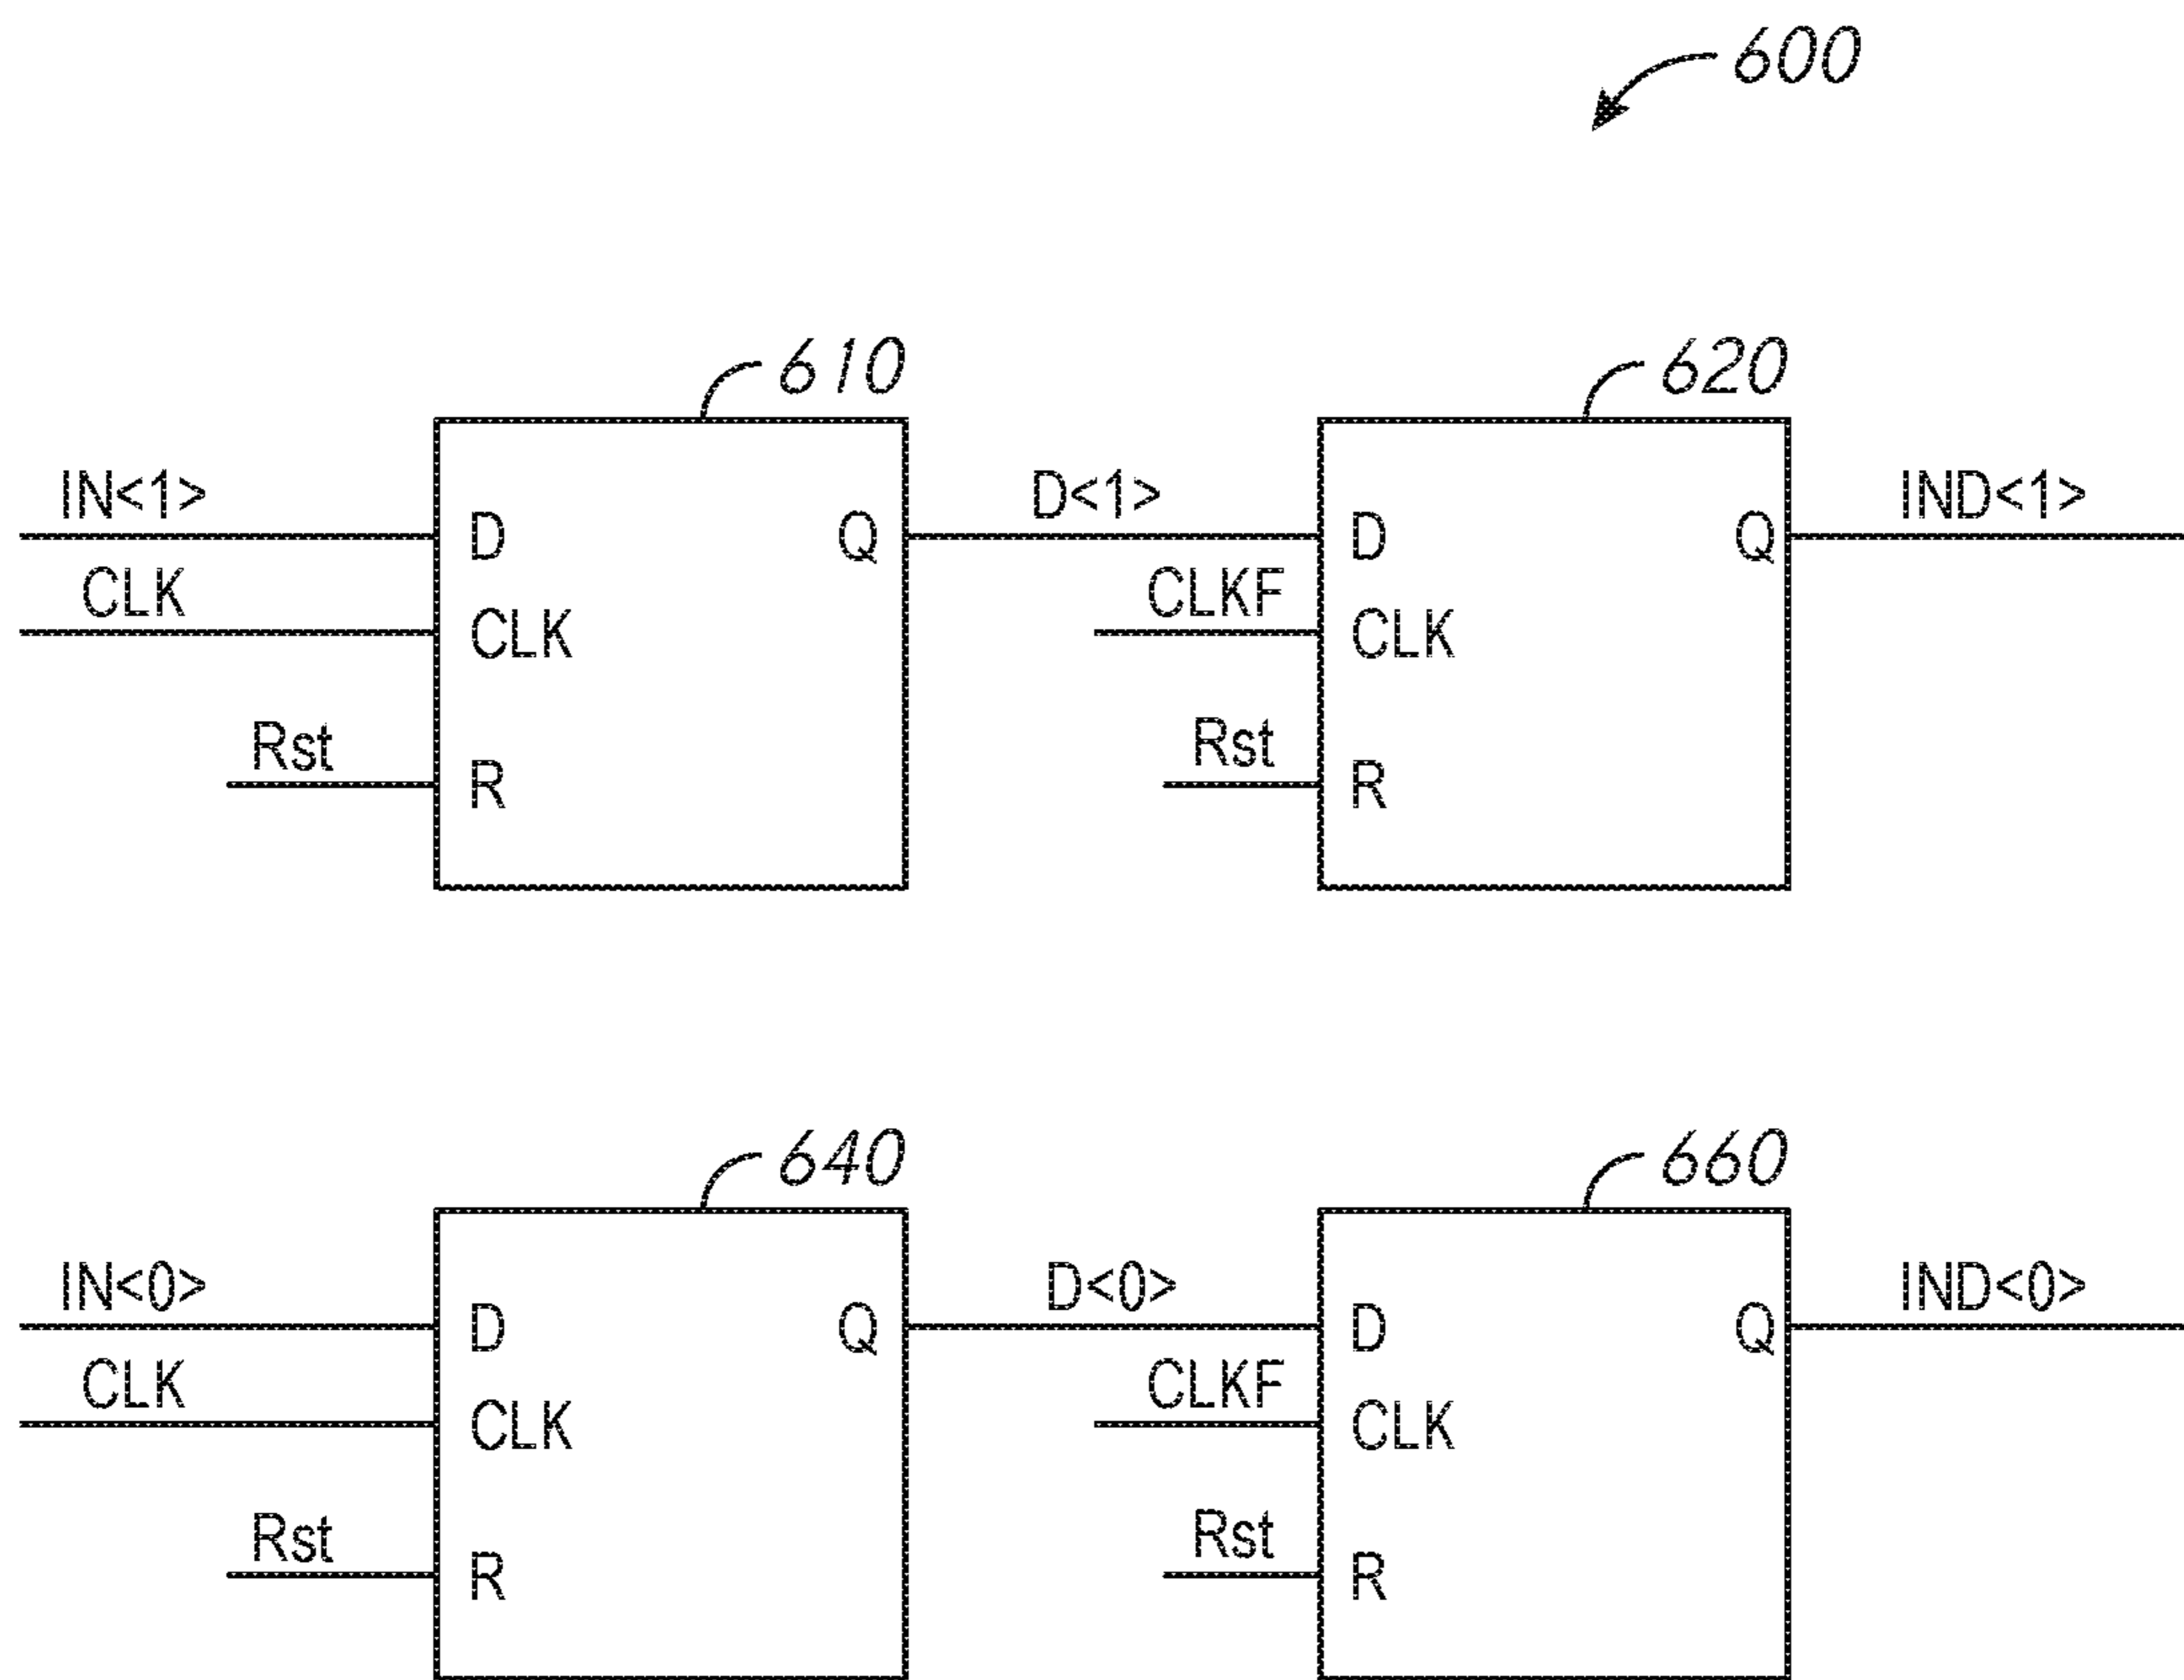 600
610 620
IN<1> D<1> IND<1>
D Q D Q
CLK CLKF
CLK CLK
Rst Rst
R R
640 660
IN<0> D<0> IND<0>
D Q D Q
CLK CLKF
CLK CLK
Rst Rst
R R